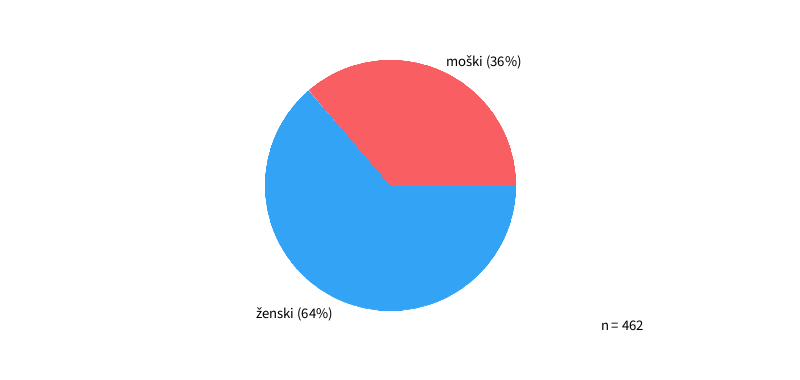 moški (36%)
ženski (64%)
n = 462